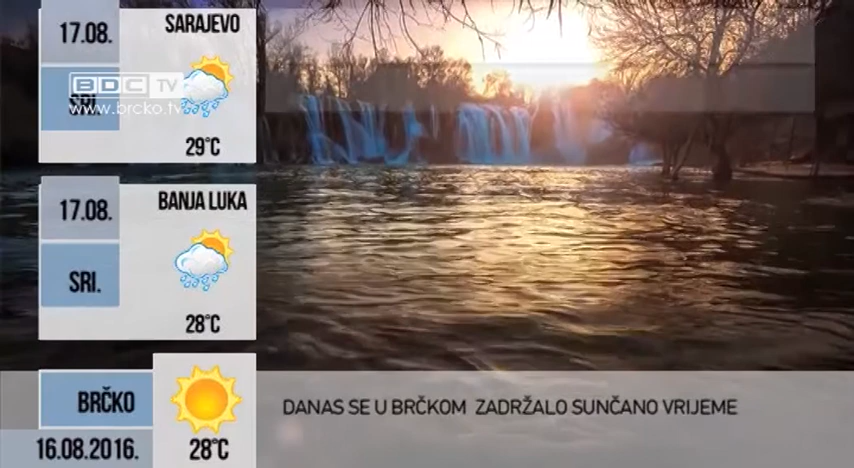 17.08.
SARAJEVO
BDC TV
SRI.
www.brcko.tv
29°C
17.08.
BANJA LUKA
SRI.
28°C
BRČKO
DANAS SE U BRČKOM ZADRŽALO SUNČANO VRIJEME
16.08.2016.
28°C